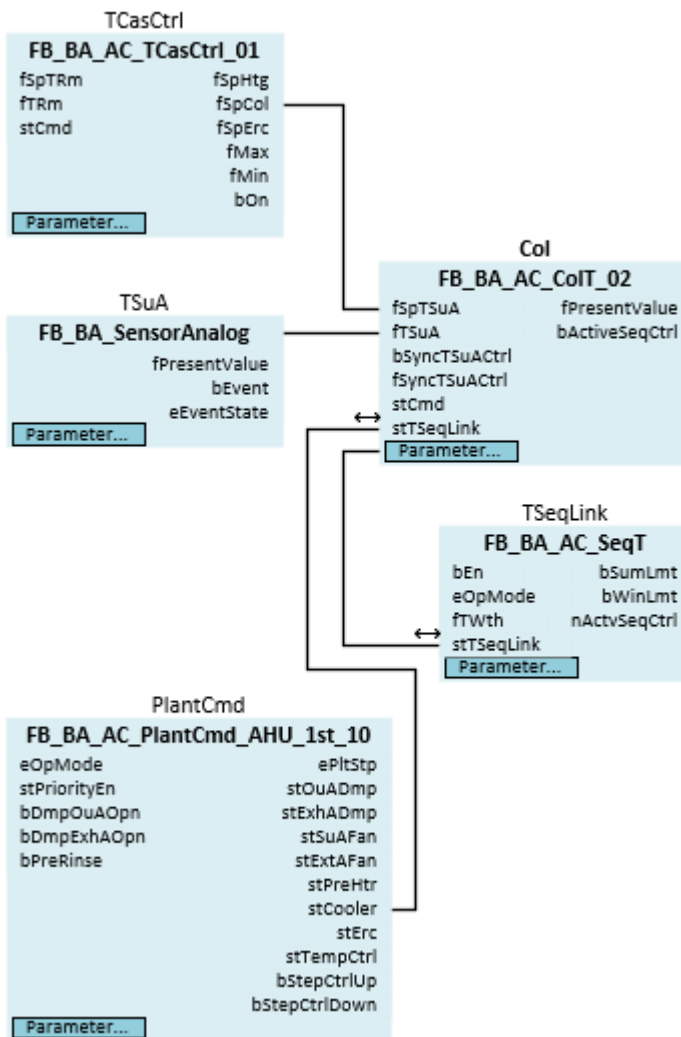 TCasCtrl
FB_BA_AC_TCasCtrl_01
fSpTRm fSpHtg
fTRm fSpCol
stCmd fSpErc
fMax
fMin
bOn
Parameter...
Col
FB_BA_AC_ColT_02
fSpTSuA fPresentValue
fTSuA bActiveSeqCtrl
bSyncTSuACtrl
fSyncTSuACtrl
stCmd
stTSeqLink
Parameter...
TSuA
FB_BA_SensorAnalog
fPresentValue
bEvent
eEventState
Parameter...
TSeqLink
FB_BA_AC_SeqT
bEn bSumLmt
eOpMode bWinLmt
fTWth nActvSeqCtrl
stTSeqLink
Parameter...
PlantCmd
FB_BA_AC_PlantCmd_AHU_1st_10
eOpMode ePltStp
stPriorityEn stOuADmp
bDmpOuAOpn stExhADmp
bDmpExhAOpn stSuAFan
bPreRinse stExtAFan
stPreHtr
stCooler
stErc
stTempCtrl
bStepCtrlUp
bStepCtrlDown
Parameter...